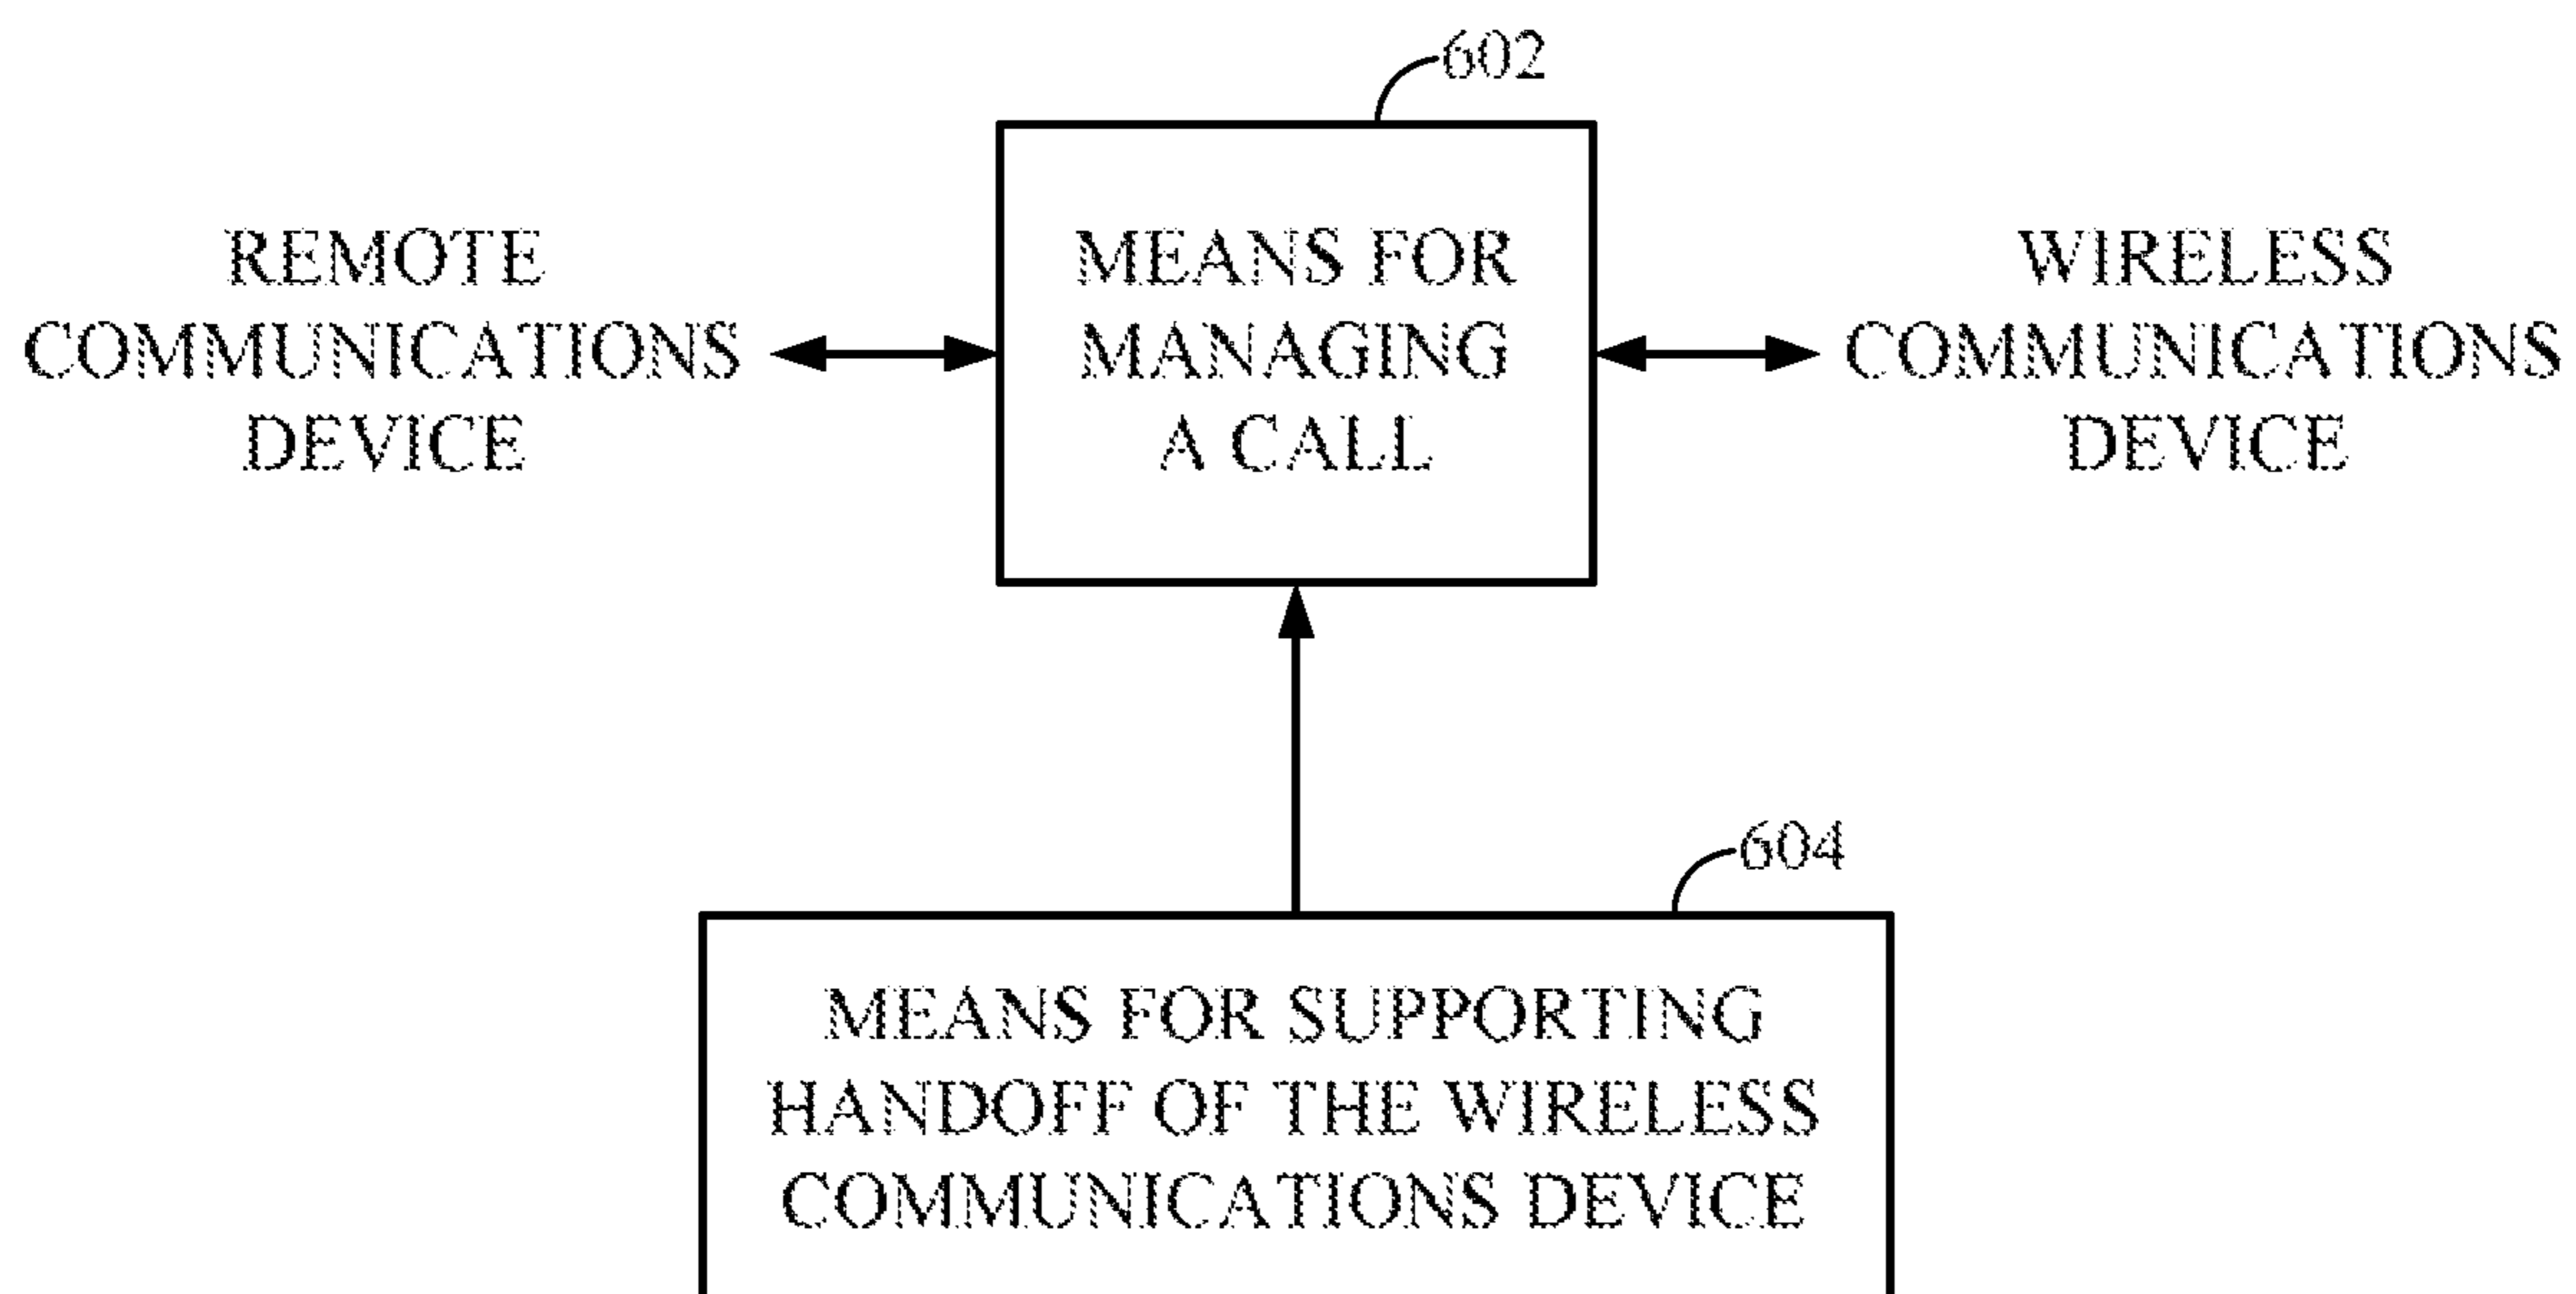 602
REMOTE
COMMUNICATIONS
DEVICE
MEANS FOR
MANAGING
A CALL
WIRELESS
COMMUNICATIONS
DEVICE
604
MEANS FOR SUPPORTING
HANDOFF OF THE WIRELESS
COMMUNICATIONS DEVICE